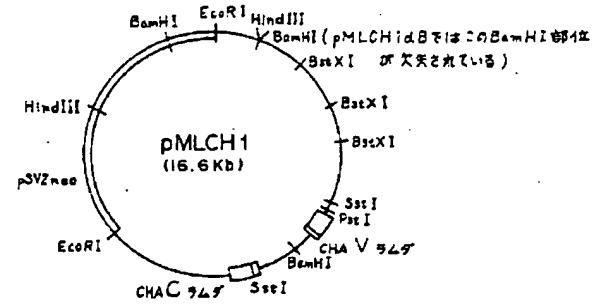 EcoRI
BamHI
HindIII
BamHI (pMLCHidBではこのBamHI部位
が欠失されている)
BstXI
BstXI
BstXI
HindIII
pMLCH1
(16.6Kb)
pSV2neo
SstI
PstI
CHA V ラムダ
EcoRI
BamHI
CHA C ラムダ
SstI